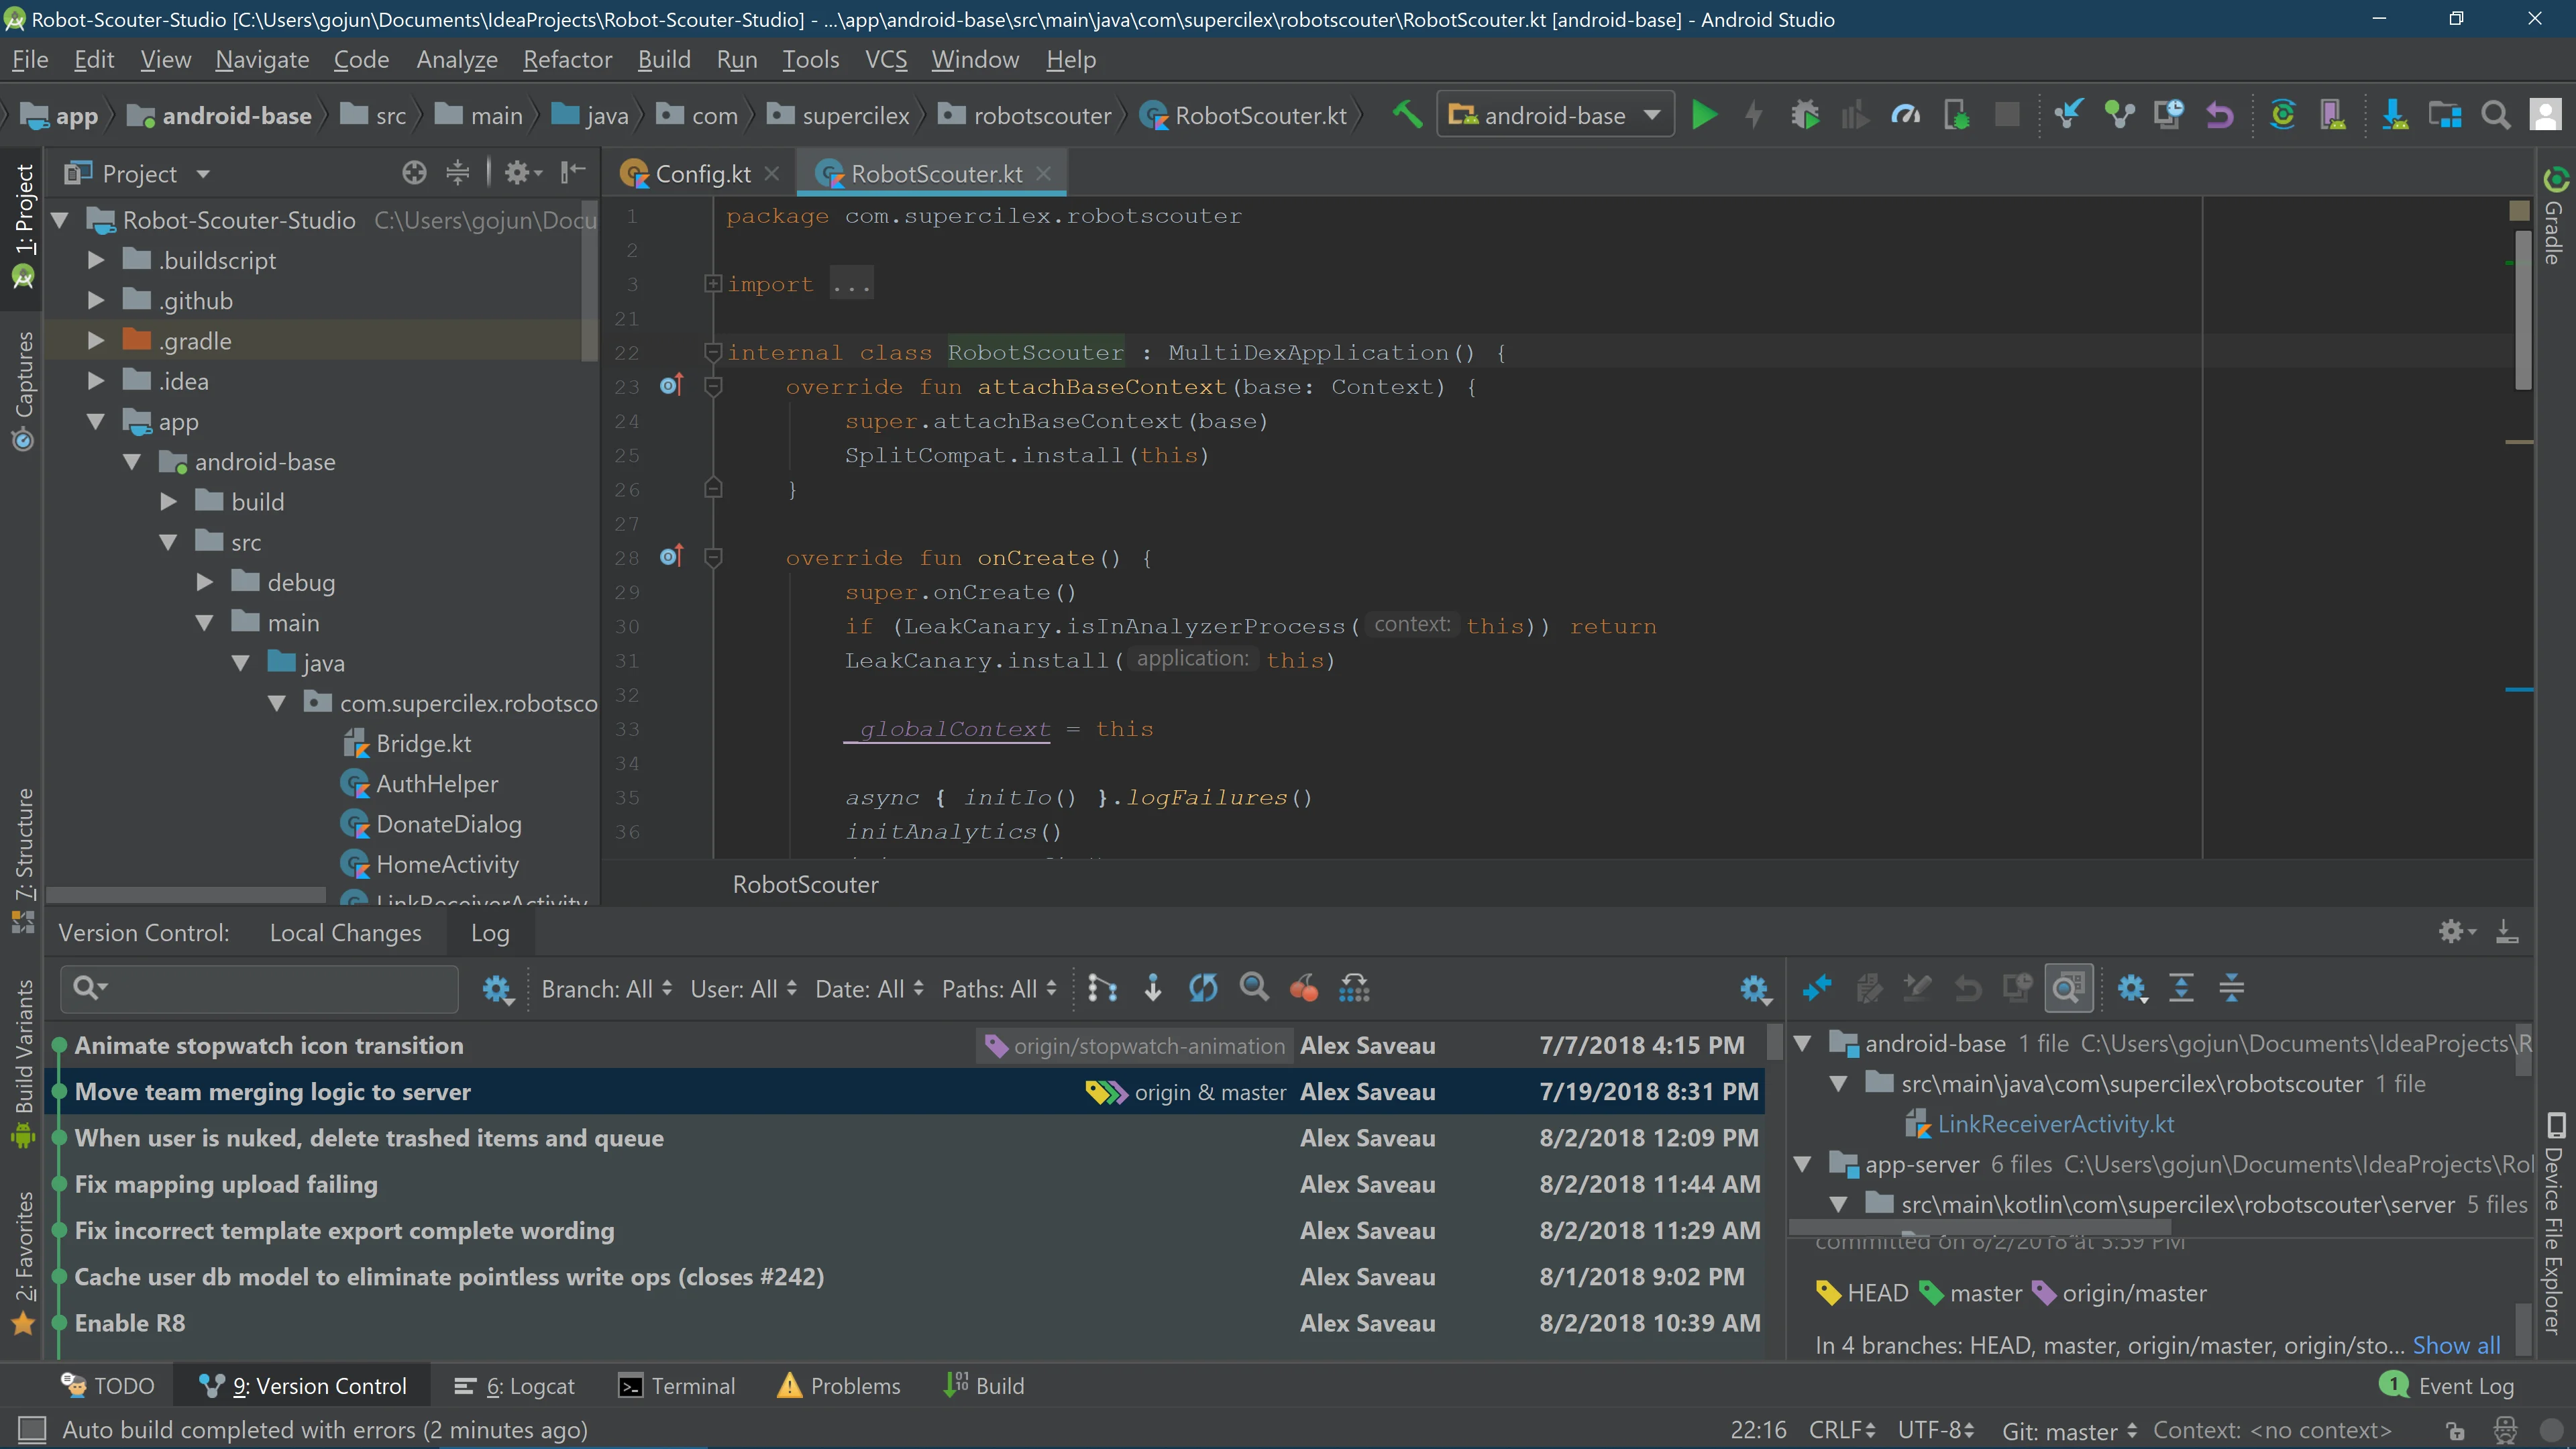 Robot-Scouter-Studio [C:\Users\gojun\Documents\IdeaProjects\Robot-Scouter-Studio] - ...\app\android-base\src\main\java\com\supercilex\robotscouter\RobotScouter.kt [android-base] - Android Studio
File Edit View Navigate Code Analyze Refactor Build Run Tools VCS Window Help
app android-base src main java com supercilex robotscouter RobotScouter.kt android-base
1: Project
Captures
7: Structure
Build Variants
2: Favorites
Project
Robot-Scouter-Studio C:\Users\gojun\Docu
.buildscript
.github
.gradle
.idea
app
android-base
build
src
debug
main
java
com.supercilex.robotsco
Bridge.kt
AuthHelper
DonateDialog
HomeActivity
LinkReceiverActivity
Config.kt RobotScouter.kt
1 package com.supercilex.robotscouter
2
3 import ...
21
22 internal class RobotScouter : MultiDexApplication() {
23 override fun attachBaseContext(base: Context) {
24 super.attachBaseContext(base)
25 SplitCompat.install(this)
26 }
27
28 override fun onCreate() {
29 super.onCreate()
30 if (LeakCanary.isInAnalyzerProcess( context: this)) return
31 LeakCanary.install( application: this)
32
33 _globalContext = this
34
35 async { initIo() }.logFailures()
36 initAnalytics()
RobotScouter
Gradle
Device File Explorer
Version Control: Local Changes Log
Branch: All User: All Date: All Paths: All
Animate stopwatch icon transition origin/stopwatch-animation Alex Saveau 7/7/2018 4:15 PM
Move team merging logic to server origin & master Alex Saveau 7/19/2018 8:31 PM
When user is nuked, delete trashed items and queue Alex Saveau 8/2/2018 12:09 PM
Fix mapping upload failing Alex Saveau 8/2/2018 11:44 AM
Fix incorrect template export complete wording Alex Saveau 8/2/2018 11:29 AM
Cache user db model to eliminate pointless write ops (closes #242) Alex Saveau 8/1/2018 9:02 PM
Enable R8 Alex Saveau 8/2/2018 10:39 AM
android-base 1 file C:\Users\gojun\Documents\IdeaProjects\R
src\main\java\com\supercilex\robotscouter 1 file
LinkReceiverActivity.kt
app-server 6 files C:\Users\gojun\Documents\IdeaProjects\Rol
src\main\kotlin\com\supercilex\robotscouter\server 5 files
committed on 8/2/2018 at 3:59 PM
HEAD master origin/master
In 4 branches: HEAD, master, origin/master, origin/sto... Show all
TODO 9: Version Control 6: Logcat Terminal Problems Build 1 Event Log
Auto build completed with errors (2 minutes ago) 22:16 CRLF UTF-8 Git: master Context: <no context>